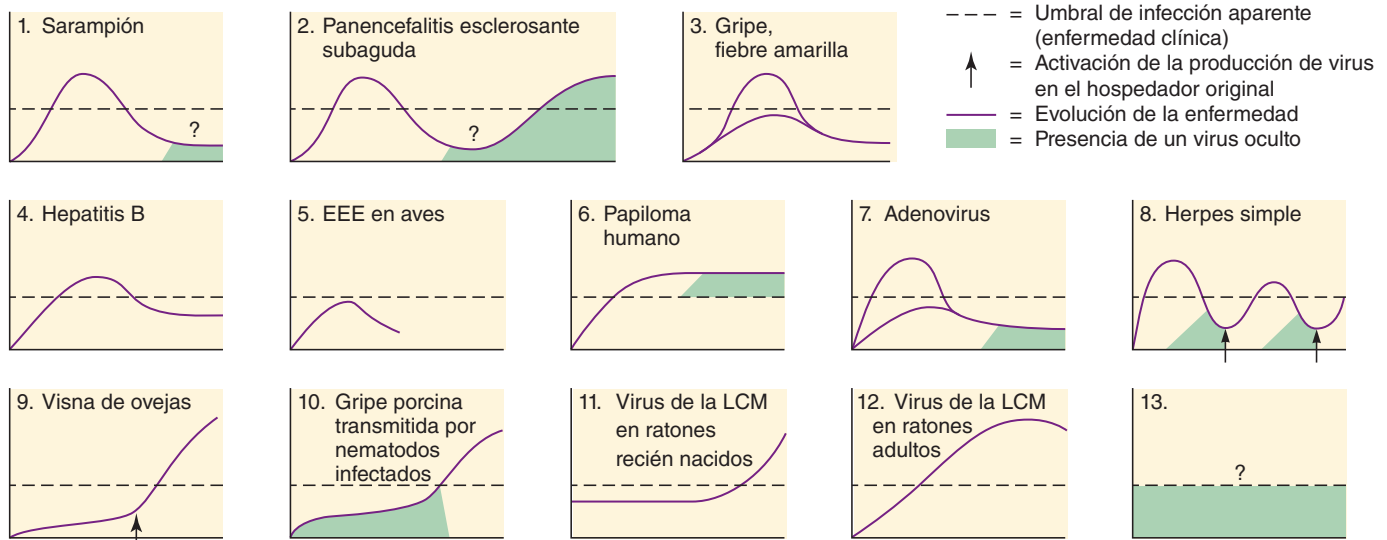 1. Sarampión
?
2. Panencefalitis esclerosante
subaguda
?
3. Gripe,
fiebre amarilla
--- = Umbral de infección aparente
(enfermedad clínica)
= Activación de la producción de virus
en el hospedador original
= Evolución de la enfermedad
= Presencia de un virus oculto
4. Hepatitis B
5. EEE en aves
6. Papiloma
humano
7. Adenovirus
8. Herpes simple
9. Visna de ovejas
10. Gripe porcina
transmitida por
nematodos
infectados
11. Virus de la LCM
en ratones
recién nacidos
12. Virus de la LCM
en ratones
adultos
13.
?